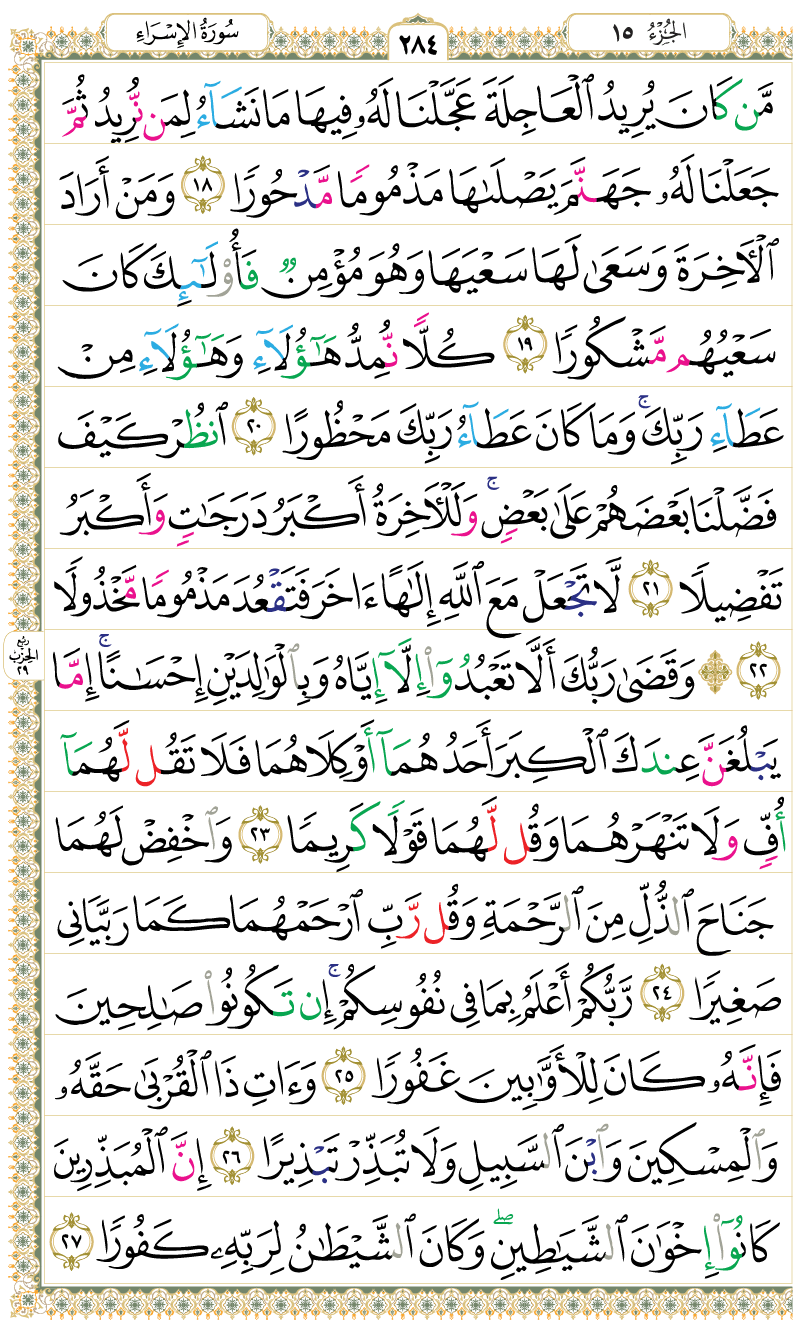 سُورَةُ الإِسْرَاءِ ٢٨٤ الجُزْءُ ١٥
مَّن كَانَ يُرِيدُ ٱلْعَاجِلَةَ عَجَّلْنَا لَهُۥ فِيهَا مَا نَشَآءُ لِمَن نُّرِيدُ ثُمَّ
جَعَلْنَا لَهُۥ جَهَنَّمَ يَصْلَىٰهَا مَذْمُومًا مَّدْحُورًا ١٨ وَمَنْ أَرَادَ
ٱلْأَخِرَةَ وَسَعَىٰ لَهَا سَعْيَهَا وَهُوَ مُؤْمِنٌ فَأُو۟لَـٰٓئِكَ كَانَ
سَعْيُهُم مَّشْكُورًا ١٩ كُلًّا نُّمِدُّ هَـٰٓؤُلَآءِ وَهَـٰٓؤُلَآءِ مِنْ
عَطَآءِ رَبِّكَ ۚ وَمَا كَانَ عَطَآءُ رَبِّكَ مَحْظُورًا ٢٠ ٱنظُرْ كَيْفَ
فَضَّلْنَا بَعْضَهُمْ عَلَىٰ بَعْضٍ ۚ وَلَلْأَخِرَةُ أَكْبَرُ دَرَجَـٰتٍ وَأَكْبَرُ
تَفْضِيلًا ٢١ لَّا تَجْعَلْ مَعَ ٱللَّهِ إِلَـٰهًا ءَاخَرَ فَتَقْعُدَ مَذْمُومًا مَّخْذُولًا
٢٢ ۞ وَقَضَىٰ رَبُّكَ أَلَّا تَعْبُدُوٓا۟ إِلَّآ إِيَّاهُ وَبِٱلْوَٰلِدَيْنِ إِحْسَـٰنًا ۚ إِمَّا
رُبع الحِزب ٢٩
يَبْلُغَنَّ عِندَكَ ٱلْكِبَرَ أَحَدُهُمَآ أَوْ كِلَاهُمَا فَلَا تَقُل لَّهُمَآ
أُفٍّ وَلَا تَنْهَرْهُمَا وَقُل لَّهُمَا قَوْلًا كَرِيمًا ٢٣ وَٱخْفِضْ لَهُمَا
جَنَاحَ ٱلذُّلِّ مِنَ ٱلرَّحْمَةِ وَقُل رَّبِّ ٱرْحَمْهُمَا كَمَا رَبَّيَانِى
صَغِيرًا ٢٤ رَّبُّكُمْ أَعْلَمُ بِمَا فِى نُفُوسِكُمْ ۚ إِن تَكُونُوا۟ صَـٰلِحِينَ
فَإِنَّهُۥ كَانَ لِلْأَوَّٰبِينَ غَفُورًا ٢٥ وَءَاتِ ذَا ٱلْقُرْبَىٰ حَقَّهُۥ
وَٱلْمِسْكِينَ وَٱبْنَ ٱلسَّبِيلِ وَلَا تُبَذِّرْ تَبْذِيرًا ٢٦ إِنَّ ٱلْمُبَذِّرِينَ
كَانُوٓا۟ إِخْوَٰنَ ٱلشَّيَـٰطِينِ ۖ وَكَانَ ٱلشَّيْطَـٰنُ لِرَبِّهِۦ كَفُورًا ٢٧